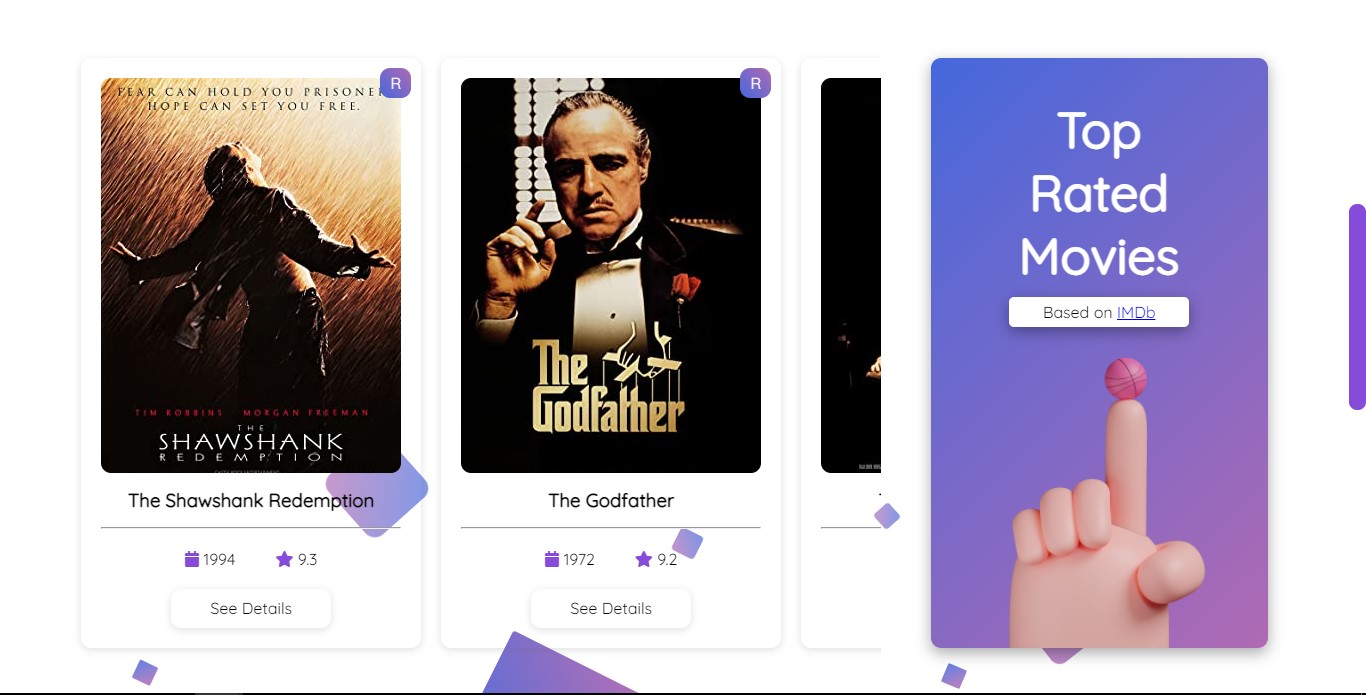 R
FEAR CAN HOLD YOU PRISONER
HOPE CAN SET YOU FREE.
TIM ROBBINS MORGAN FREEMAN
THE
SHAWSHANK
REDEMPTION
The Shawshank Redemption
1994 9.3
See Details
R
The
Godfather
The Godfather
1972 9.2
See Details
Top
Rated
Movies
Based on IMDb